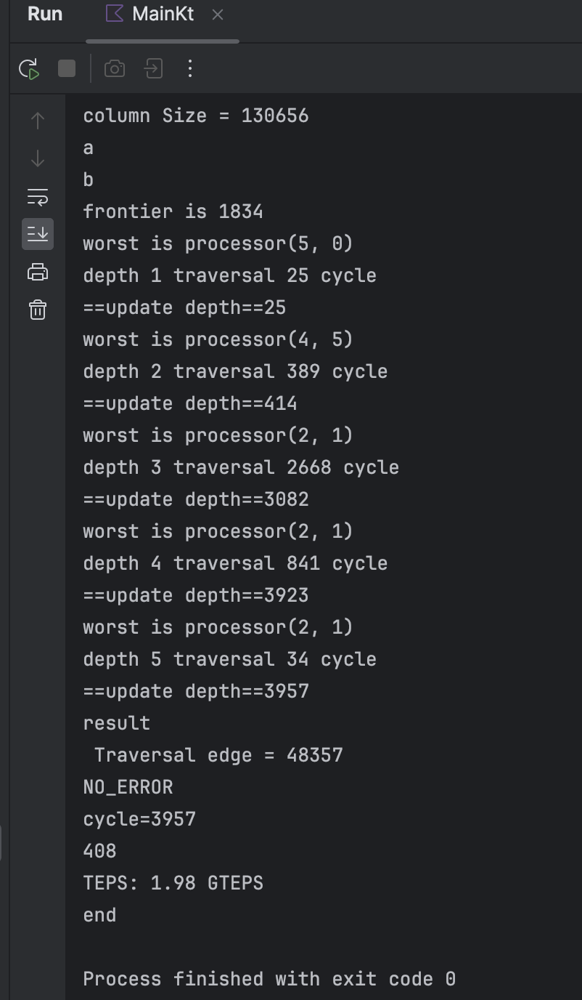 Run MainKt
column Size = 130656
a
b
frontier is 1834
worst is processor(5, 0)
depth 1 traversal 25 cycle
==update depth==25
worst is processor(4, 5)
depth 2 traversal 389 cycle
==update depth==414
worst is processor(2, 1)
depth 3 traversal 2668 cycle
==update depth==3082
worst is processor(2, 1)
depth 4 traversal 841 cycle
==update depth==3923
worst is processor(2, 1)
depth 5 traversal 34 cycle
==update depth==3957
result
 Traversal edge = 48357
NO_ERROR
cycle=3957
408
TEPS: 1.98 GTEPS
end
Process finished with exit code 0